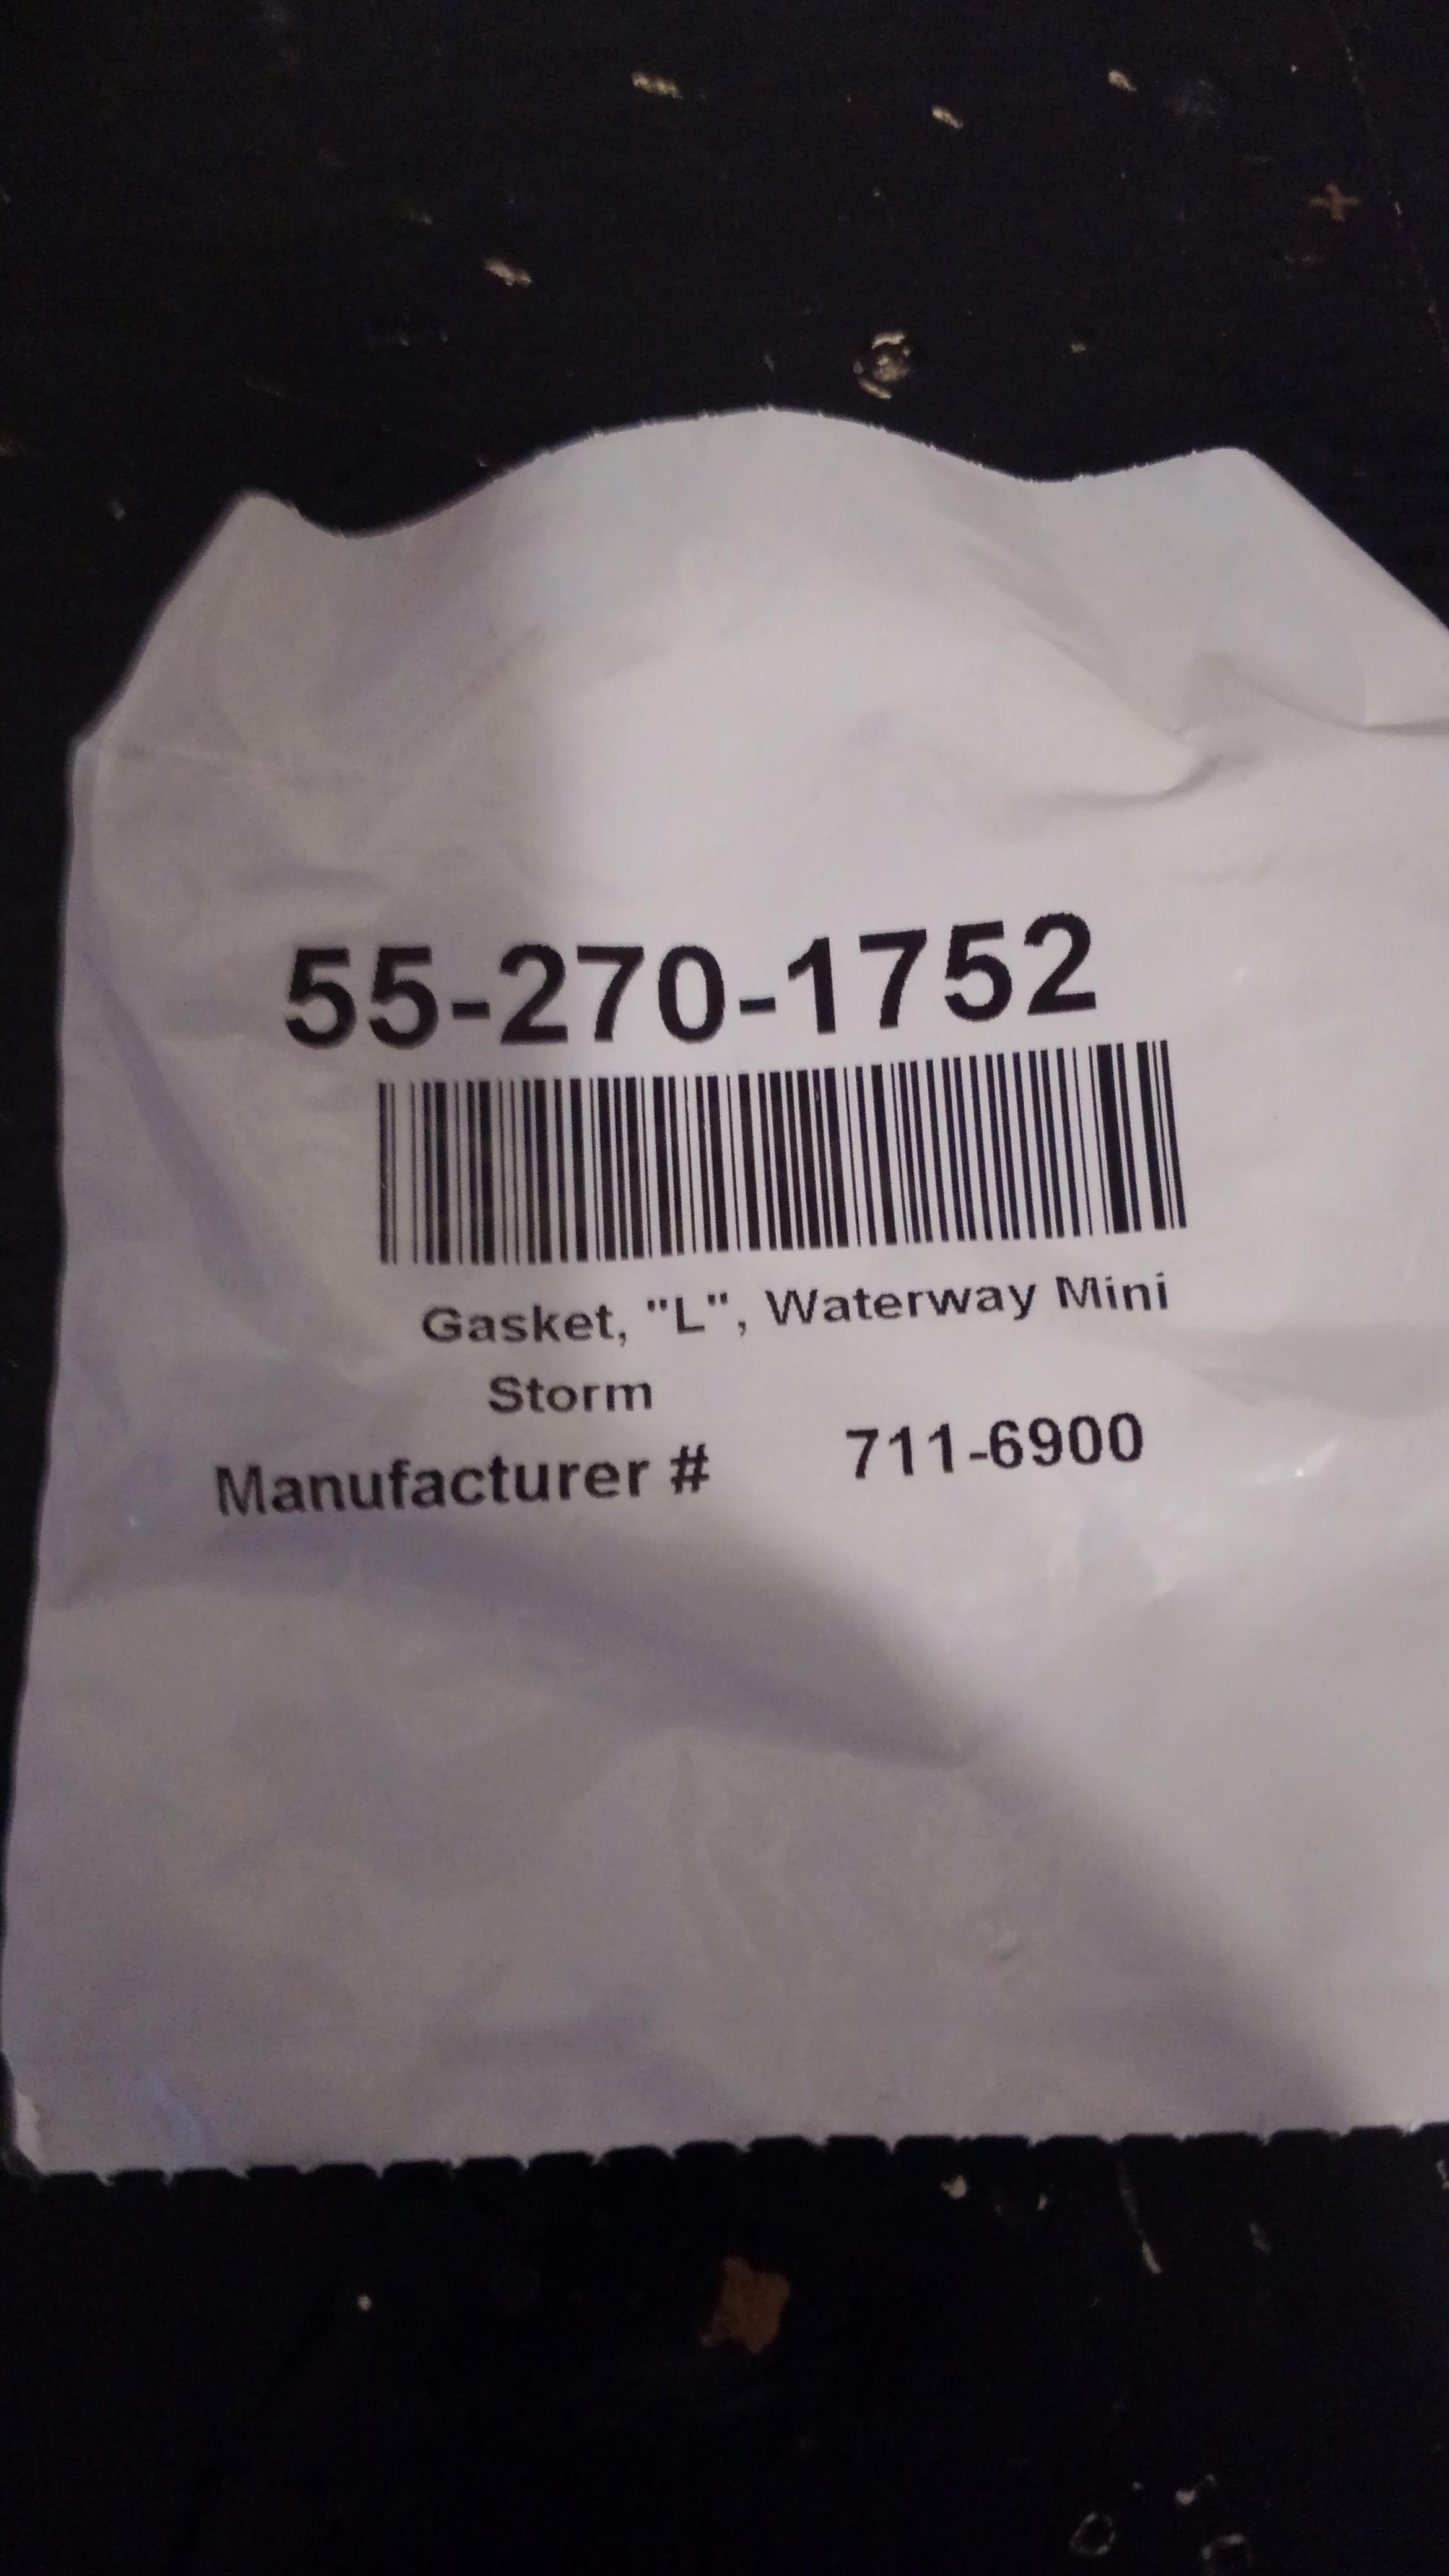 55-270-1752
Gasket, "L", Waterway Mini
Storm
Manufacturer # 711-6900